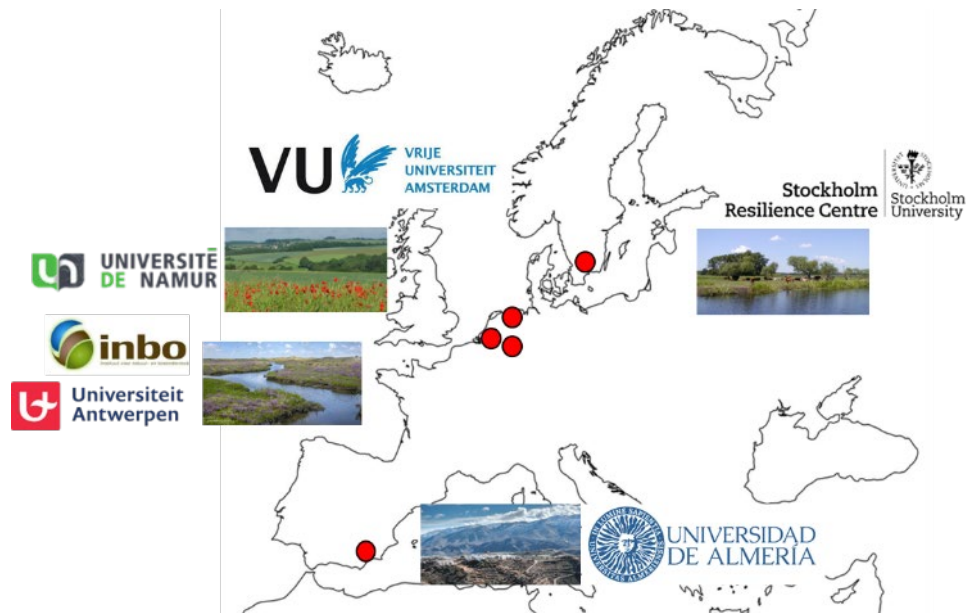 VU
VRIJE
UNIVERSITEIT
AMSTERDAM
Stockholm
Resilience Centre
Stockholm
University
UNIVERSITÉ
DE NAMUR
inbo
Universiteit
Antwerpen
UNIVERSIDAD
DE ALMERÍA